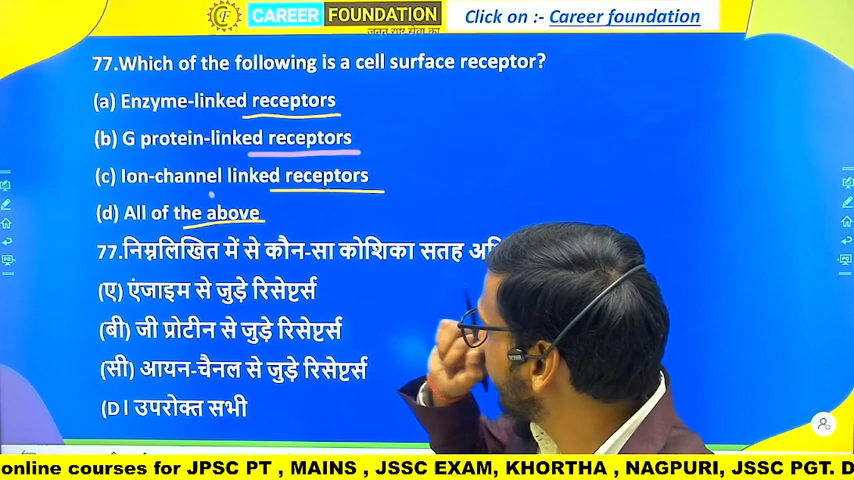 CF CAREER FOUNDATION
Click on :- Career foundation
77.Which of the following is a cell surface receptor?
(a) Enzyme-linked receptors
(b) G protein-linked receptors
(c) Ion-channel linked receptors
(d) All of the above
77.निम्नलिखित में से कौन-सा कोशिका सतह
(ए) एंजाइम से जुड़े रिसेप्टर्स
(बी) जी प्रोटीन से जुड़े रिसेप्टर्स
(सी) आयन-चैनल से जुड़े रिसेप्टर्स
(D। उपरोक्त सभी
online courses for JPSC PT , MAINS , JSSC EXAM, KHORTHA , NAGPURI, JSSC PGT. D